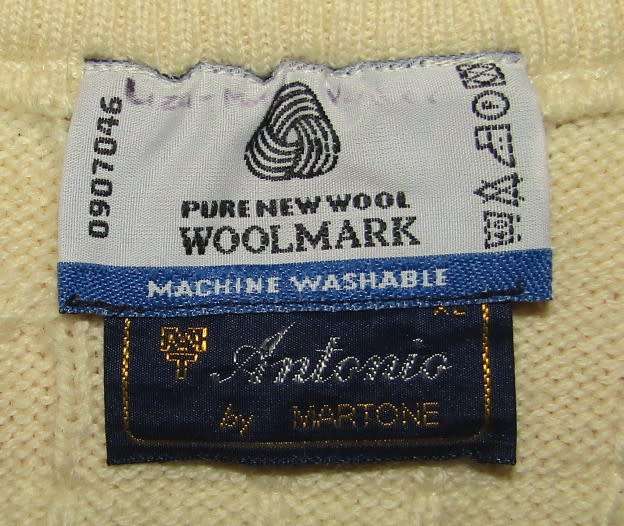 0907046
PURE NEW WOOL
WOOLMARK
MACHINE WASHABLE
Antonio
by MARTONE